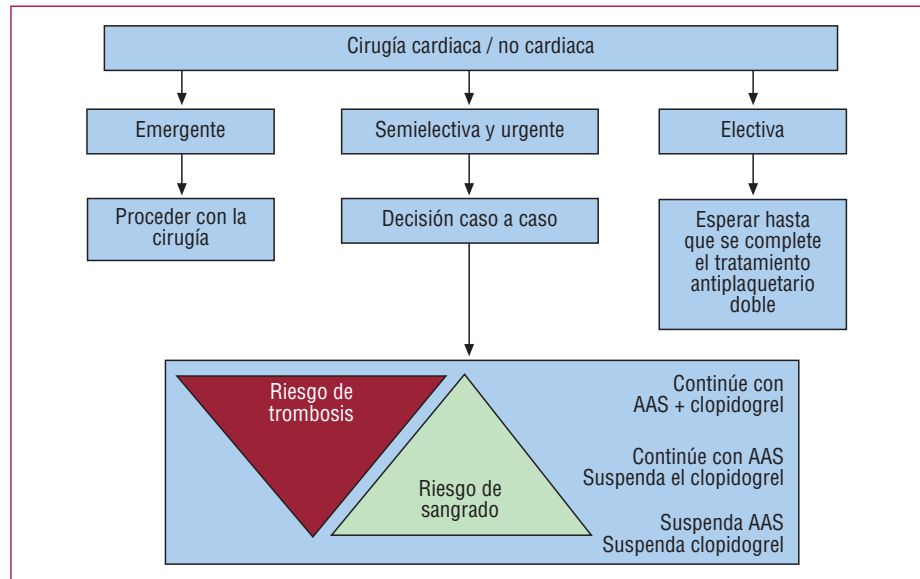 Cirugía cardiaca / no cardiaca
Emergente
Semielectiva y urgente
Electiva
Proceder con la
cirugía
Decisión caso a caso
Esperar hasta
que se complete
el tratamiento
antiplaquetario
doble
Riesgo de
trombosis
Riesgo de
sangrado
Continúe con
AAS + clopidogrel
Continúe con AAS
Suspenda el clopidogrel
Suspenda AAS
Suspenda clopidogrel